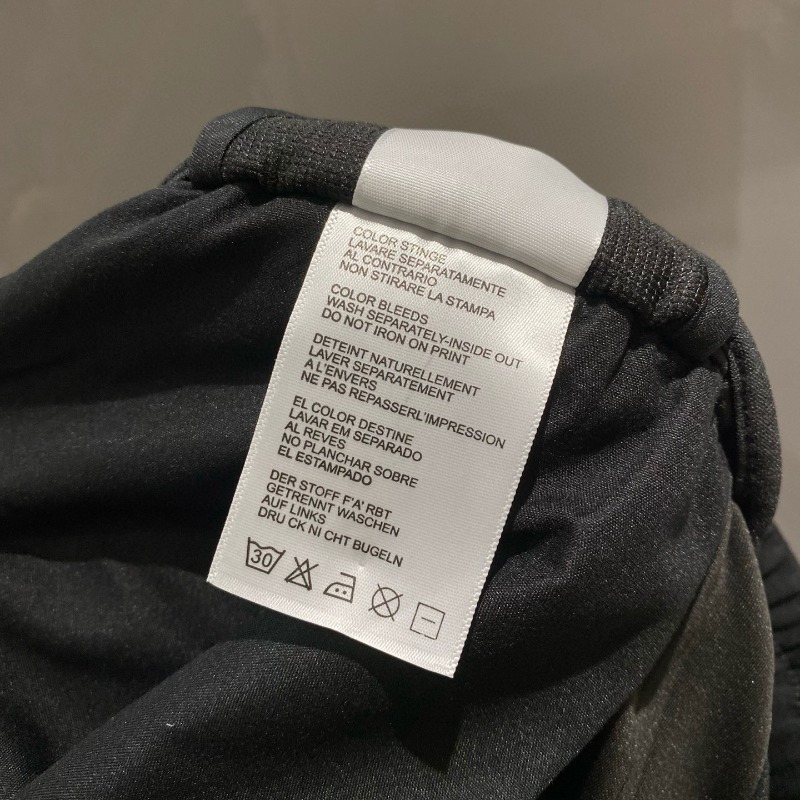 COLOR STINGE
LAVARE SEPARATAMENTE
AL CONTRARIO
NON STIRARE LA STAMPA
COLOR BLEEDS
WASH SEPARATELY-INSIDE OUT
DO NOT IRON ON PRINT
DETEINT NATURELLEMENT
LAVER SEPARETEMENT
À L'ENVERS
NE PAS REPASSERL'IMPRESSION
EL COLOR DESTINE
LAVAR EM SEPARADO
AL REVES
NO PLANCHAR SOBRE
EL ESTAMPADO
DER STOFF F'A' RBT
GETRENNT WASCHEN
AUF LINKS
DRU CK NI CHT BUGELN
30